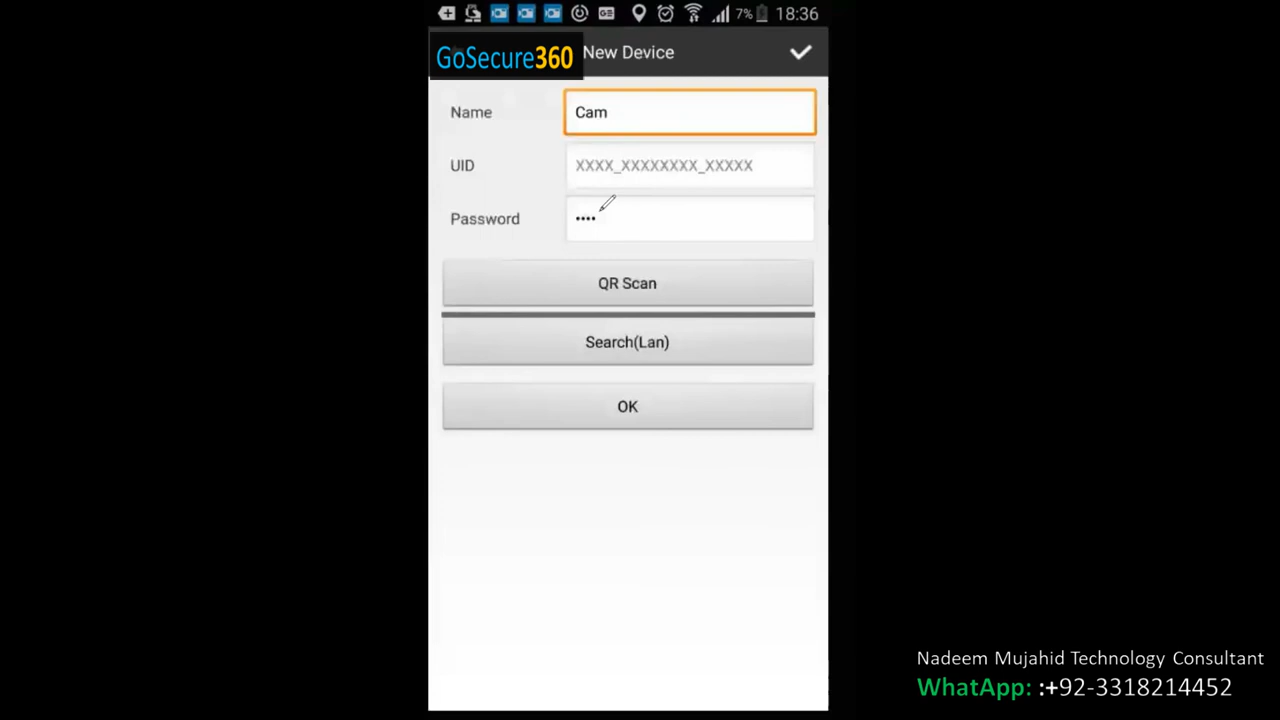 7% 18:36
GoSecure360 New Device
Name Cam
UID XXXX_XXXXXXXX_XXXXX
Password ••••
QR Scan
Search(Lan)
OK
Nadeem Mujahid Technology Consultant
WhatApp: :+92-3318214452